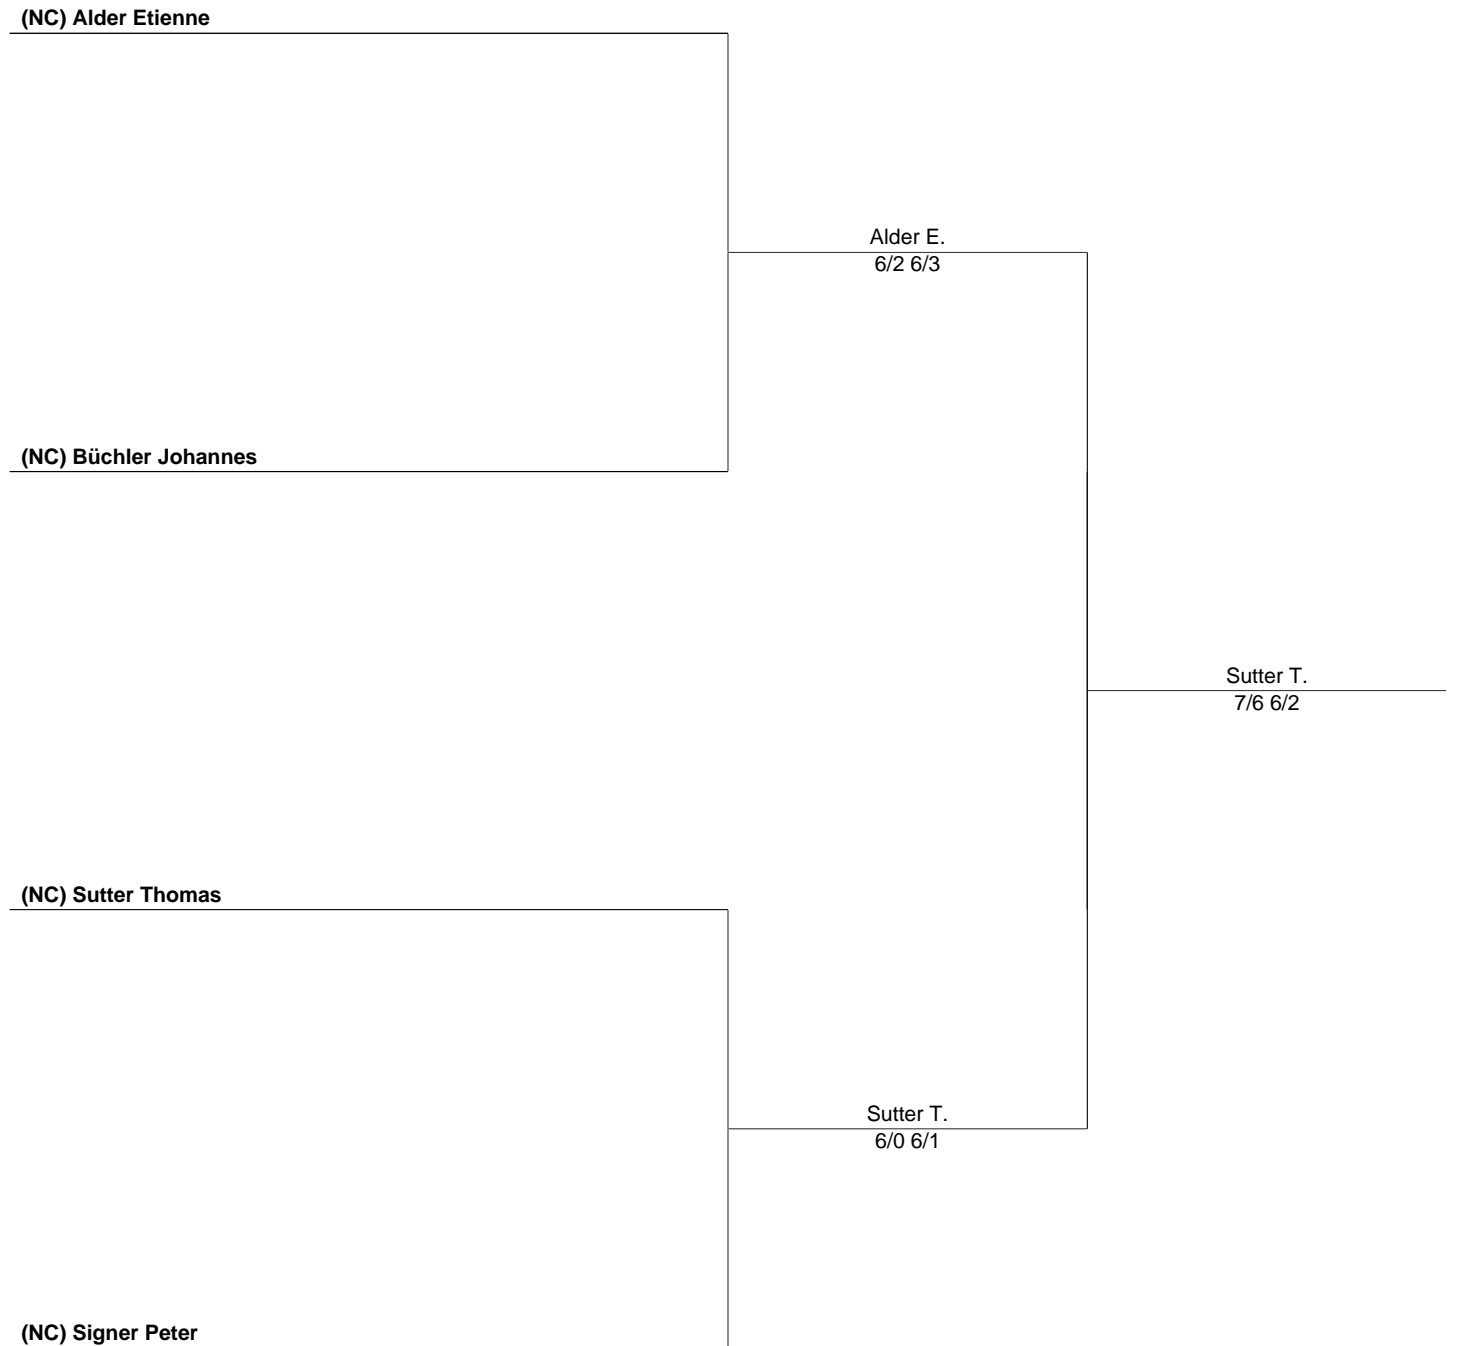 (NC) Alder Etienne
Alder E.
6/2 6/3
(NC) Büchler Johannes
Sutter T.
7/6 6/2
(NC) Sutter Thomas
Sutter T.
6/0 6/1
(NC) Signer Peter